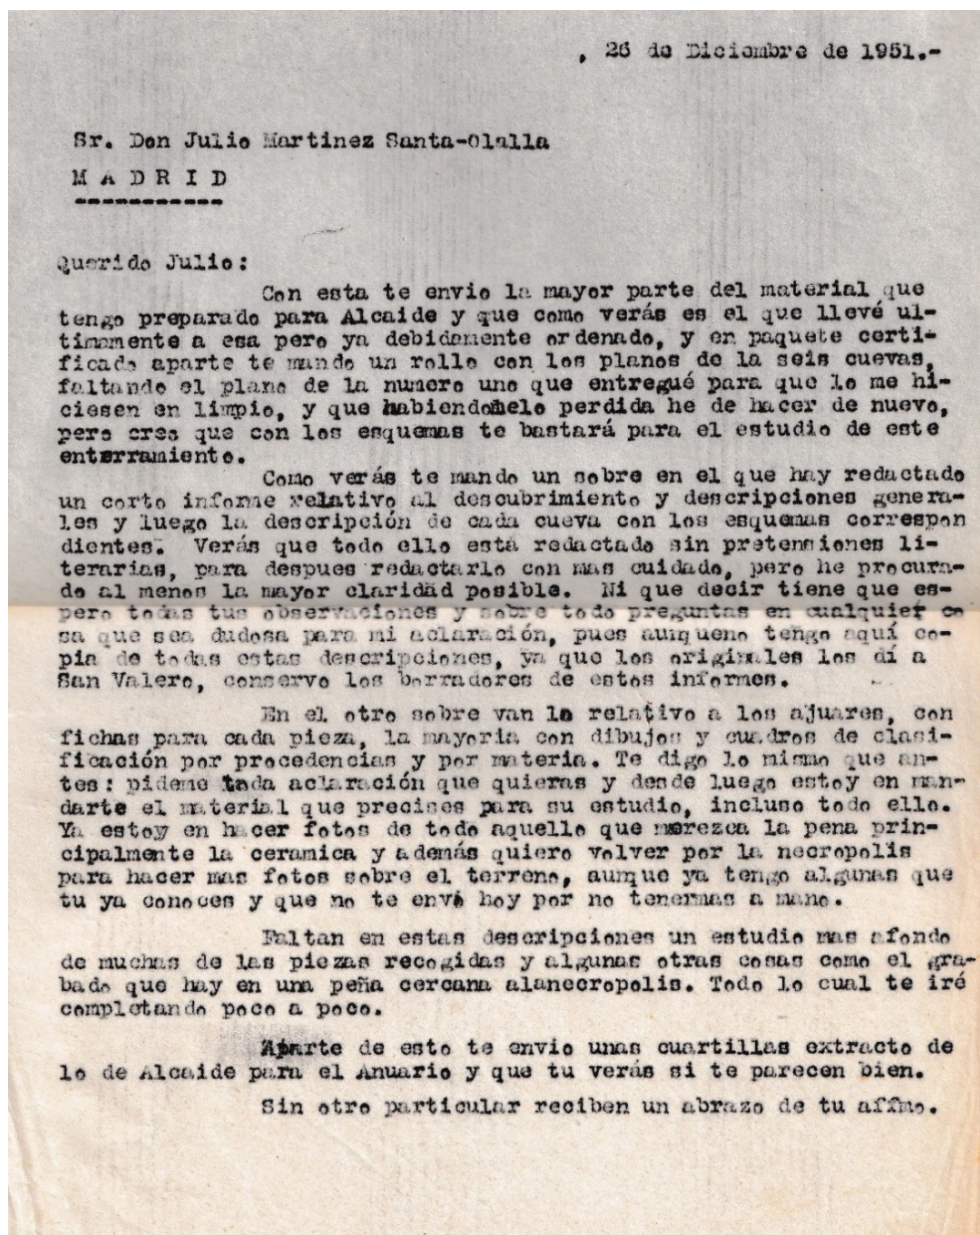 , 26 de Diciembre de 1951.-
Sr. Don Julio Martinez Santa-Olalla
M A D R I D
-----------
Querido Julio:
Con esta te envio la mayor parte del material que
tengo preparado para Alcaide y que como verás es el que llevé ul-
timamente a esa pero ya debidamente ordenado, y en paquete certi-
ficado aparte te mando un rollo con los planos de la seis cuevas,
faltando el plano de la numero uno que entregué para que lo me hi-
ciesen en limpio, y que habiendomelo perdida he de hacer de nuevo,
pero creo que con los esquemas te bastará para el estudio de este
enterramiento.
Como verás te mando un sobre en el que hay redactado
un corto informe relativo al descubrimiento y descripciones genera-
les y luego la descripción de cada cueva con los esquemas correspon
dientes. Verás que todo ello está redactado sin pretensiones li-
terarias, para despues redactarlo con mas cuidado, pero he procura-
do al menos la mayor claridad posible. Ni que decir tiene que es-
pero todas tus observaciones y sobre todo preguntas en cualquier co
sa que sea dudosa para mi aclaración, pues aunqueno tengo aquí co-
pia de todas estas descripciones, ya que los originales los dí a
San Valero, conservo los borradores de estos informes.
En el otro sobre van lo relativo a los ajuares, con
fichas para cada pieza, la mayoria con dibujos y cuadros de clasi-
ficación por procedencias y por materia. Te digo lo mismo que an-
tes: pideme toda aclaración que quieras y desde luego estoy en man-
darte el material que precises para su estudio, incluso todo ello.
Ya estoy en hacer fotos de todo aquello que merezca la pena prin-
cipalmente la ceramica y además quiero volver por la necropolis
para hacer mas fotos sobre el terreno, aunque ya tengo algunas que
tu ya conoces y que no te envío hoy por no tenermas a mano.
Faltan en estas descripciones un estudio mas afondo
de muchas de las piezas recogidas y algunas otras cosas como el gra-
bado que hay en una peña cercana alanecropolis. Todo lo cual te iré
completando poco a poco.
Aparte de esto te envio unas cuartillas extracto de
lo de Alcaide para el Anuario y que tu verás si te parecen bien.
Sin otro particular reciben un abrazo de tu affmo.